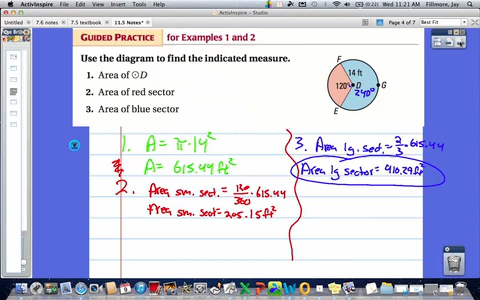 ActivInspire File Edit View Insert Tools Help
Wed Jan 11 11:21 AM Fillmore, Jay
ActivInspire - Studio
Untitled 7.6 notes 7.5 textbook 11.5 Notes*
Page 4 of 7 Best Fit
GUIDED PRACTICE for Examples 1 and 2
Use the diagram to find the indicated measure.
1. Area of ⊙D
2. Area of red sector
3. Area of blue sector
F
14 ft
120°
D
G
240°
E
1. A = π·14²
A = 615.44 ft²
2. Area sm. sect. = 120/360 · 615.44
Area sm. sect = 205.15 ft²
3. Area lg. sect. = 2/3 · 615.44
Area lg sector = 410.29 ft²